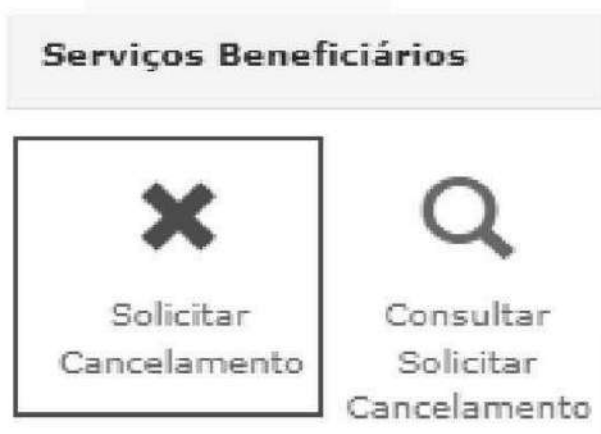 Serviços Beneficiários
Solicitar
Cancelamento
Consultar
Solicitar
Cancelamento